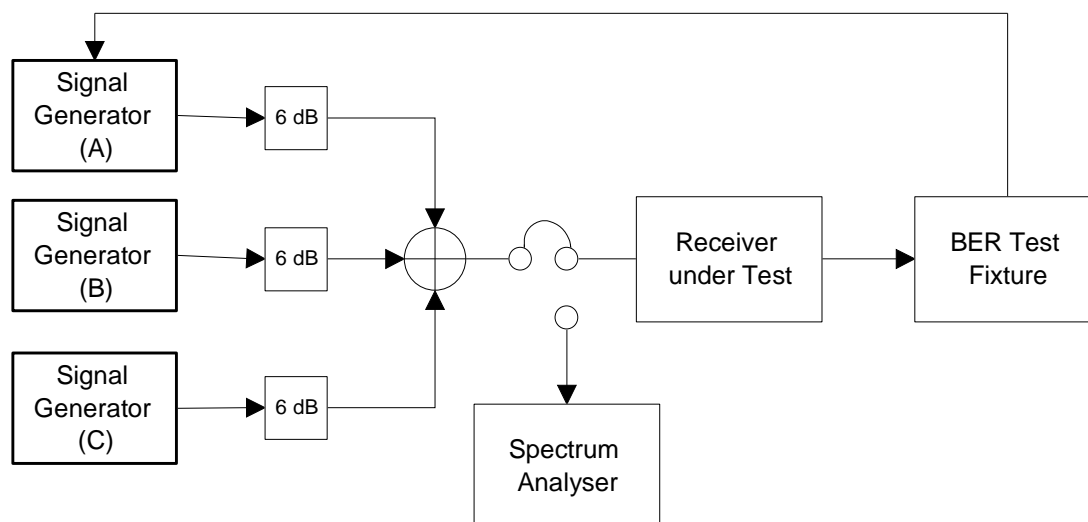 Signal
Generator
(A)
6 dB
Signal
Generator
(B)
6 dB
Receiver
under Test
BER Test
Fixture
Signal
Generator
(C)
6 dB
Spectrum
Analyser